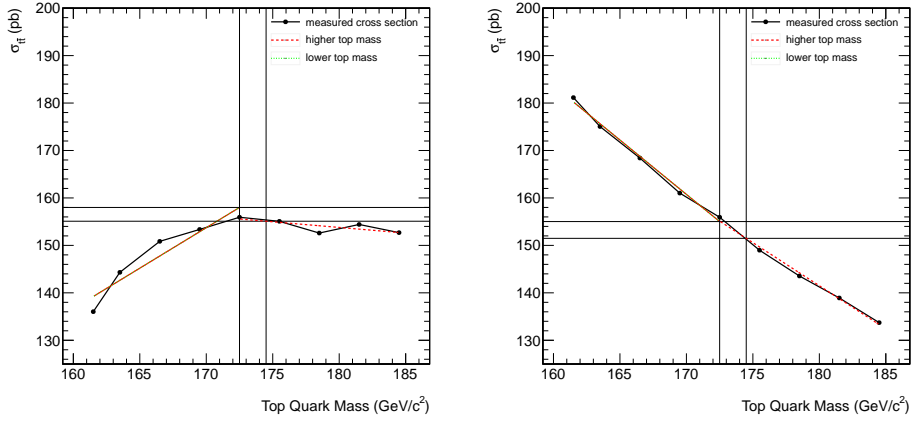 σ_tt̄ (pb)
200
190
180
170
160
150
140
130
160 165 170 175 180 185
Top Quark Mass (GeV/c²)
measured cross section
higher top mass
lower top mass
σ_tt̄ (pb)
200
190
180
170
160
150
140
130
160 165 170 175 180 185
Top Quark Mass (GeV/c²)
measured cross section
higher top mass
lower top mass